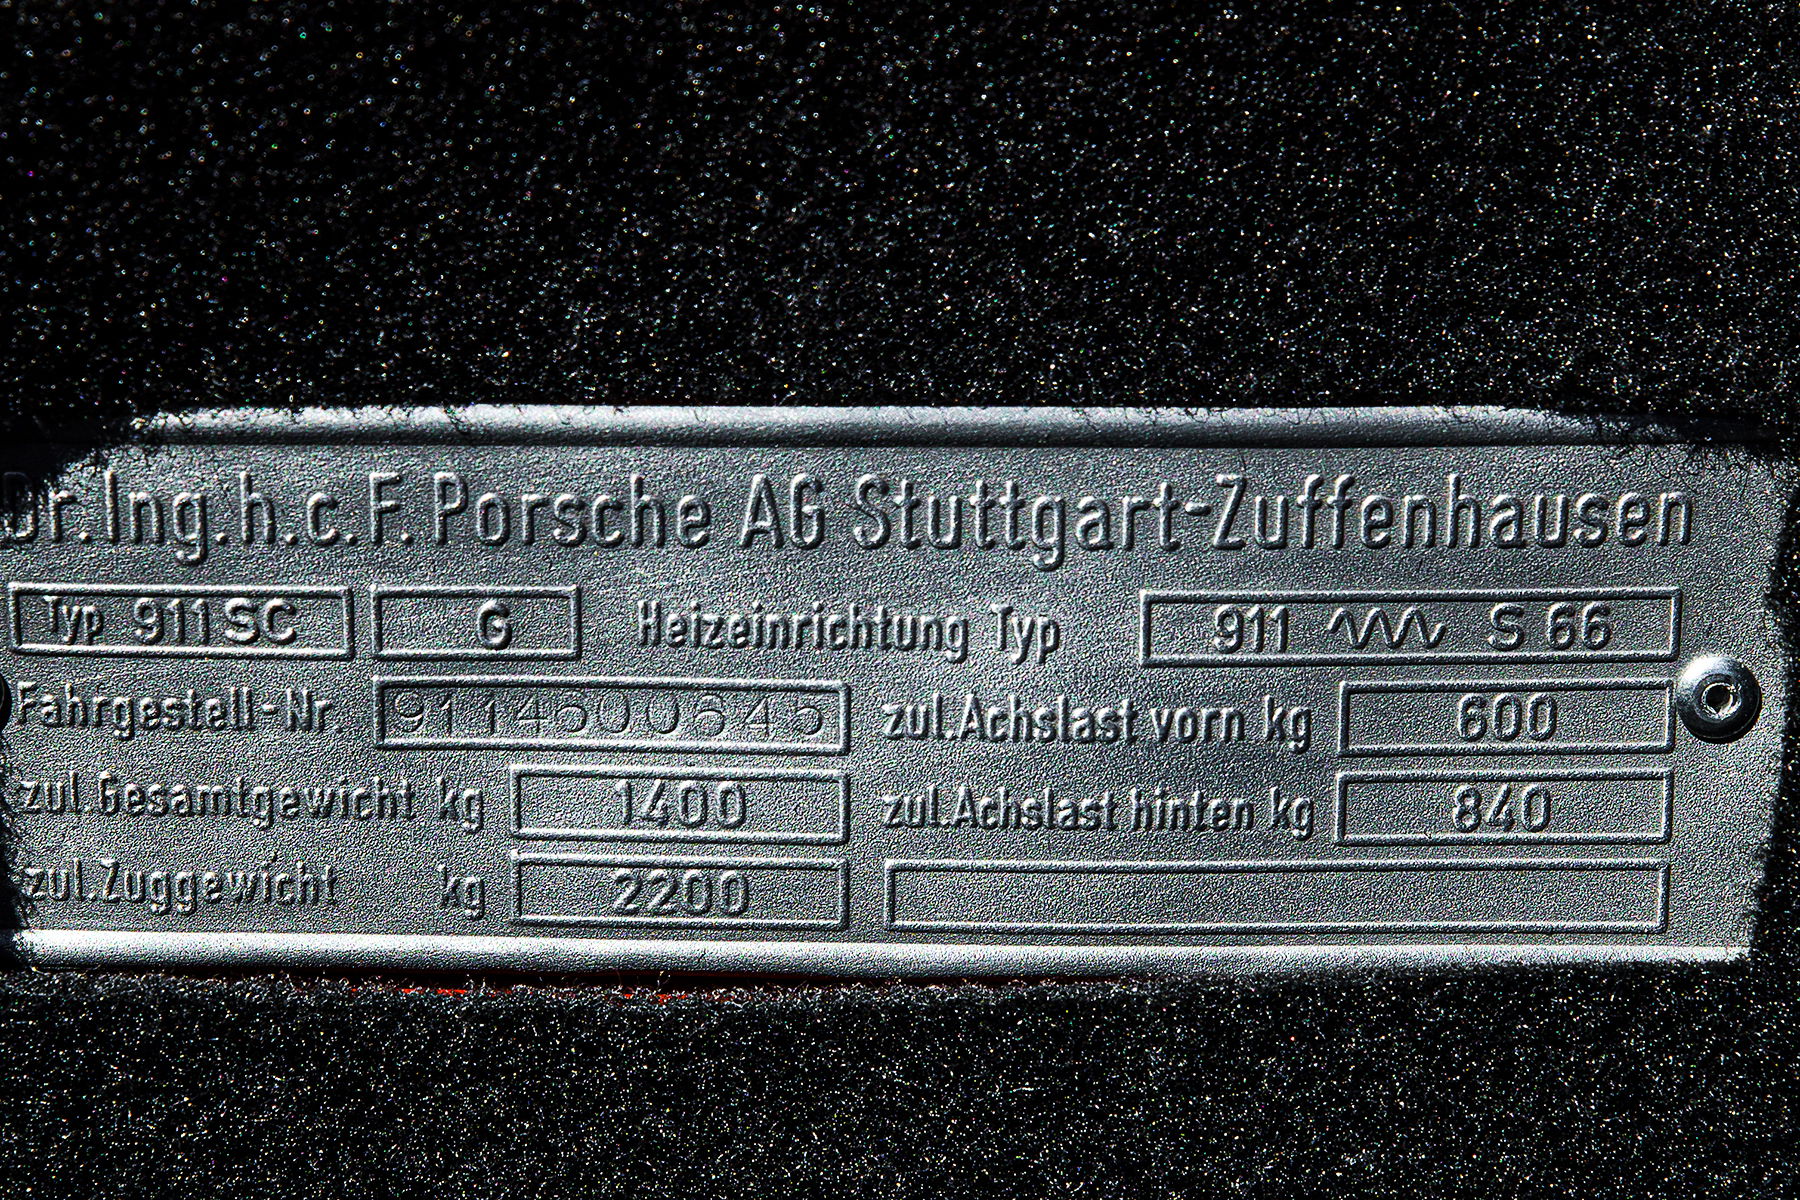 Dr.Ing.h.c.F.Porsche AG Stuttgart-Zuffenhausen
Typ 911 SC G Heizeinrichtung Typ 911 S 66
Fahrgestell-Nr. 9114500545 zul.Achslast vorn kg 600
zul.Gesamtgewicht kg 1400 zul.Achslast hinten kg 840
zul.Zuggewicht kg 2200